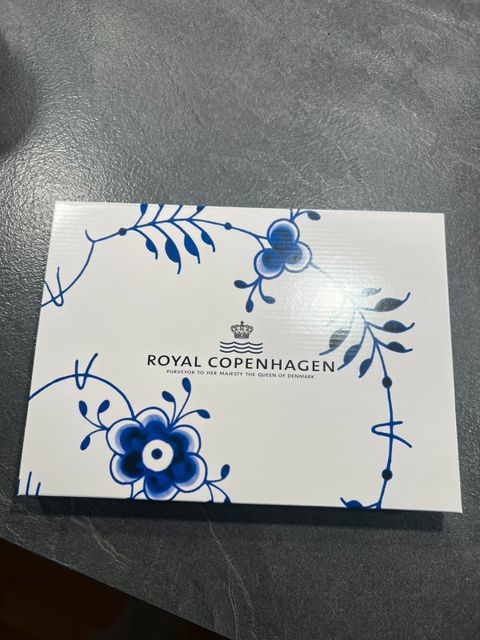 ROYAL COPENHAGEN
PURVEYOR TO HER MAJESTY THE QUEEN OF DENMARK